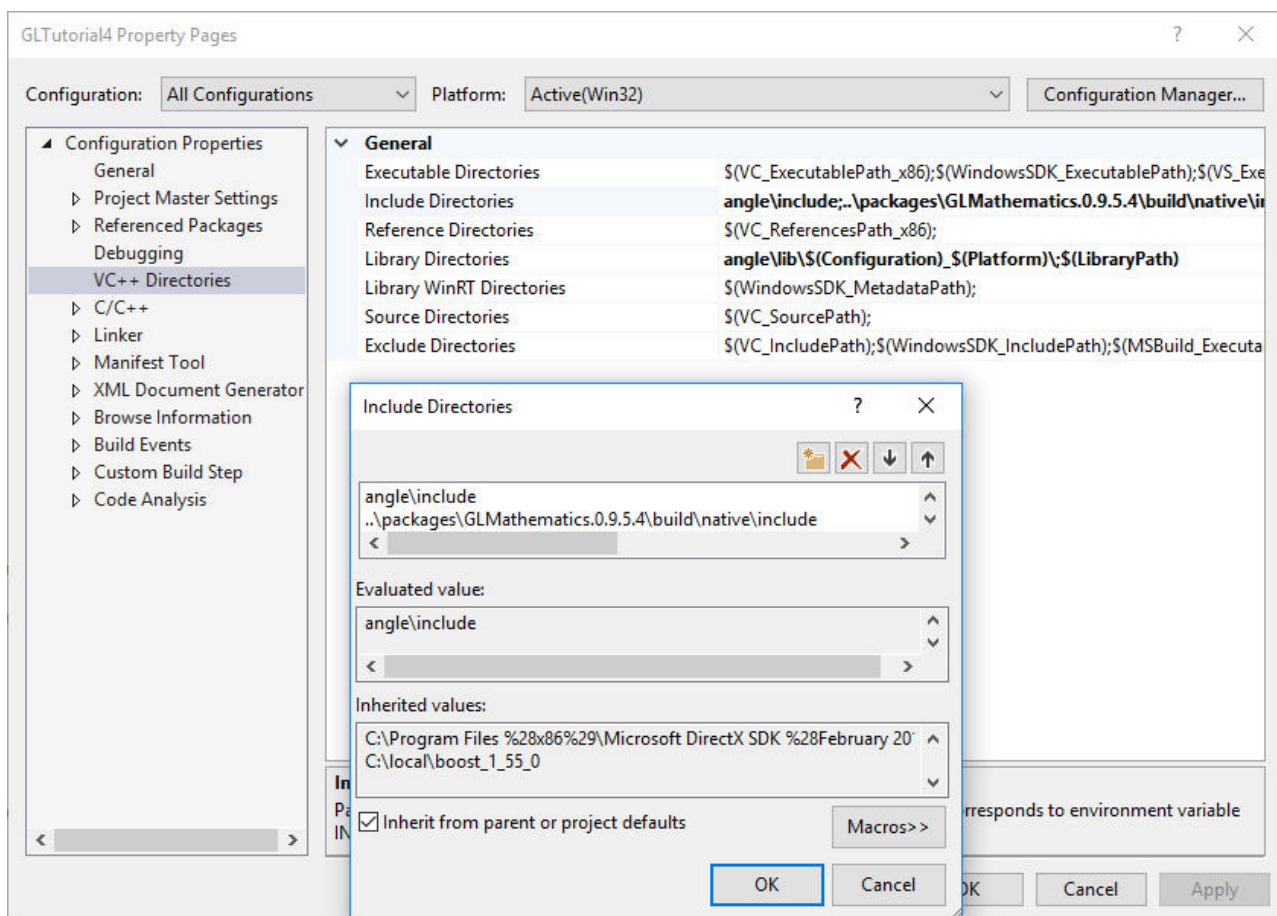 GLTutorial4 Property Pages ?
Configuration: All Configurations Platform: Active(Win32) Configuration Manager...
Configuration Properties
General
Project Master Settings
Referenced Packages
Debugging
VC++ Directories
C/C++
Linker
Manifest Tool
XML Document Generator
Browse Information
Build Events
Custom Build Step
Code Analysis
General
Executable Directories $(VC_ExecutablePath_x86);$(WindowsSDK_ExecutablePath);$(VS_Exe
Include Directories angle\include;..\packages\GLMathematics.0.9.5.4\build\native\in
Reference Directories $(VC_ReferencesPath_x86);
Library Directories angle\lib\$(Configuration)_$(Platform)\;$(LibraryPath)
Library WinRT Directories $(WindowsSDK_MetadataPath);
Source Directories $(VC_SourcePath);
Exclude Directories $(VC_IncludePath);$(WindowsSDK_IncludePath);$(MSBuild_Executa
Include Directories ?
angle\include
..\packages\GLMathematics.0.9.5.4\build\native\include
Evaluated value:
angle\include
Inherited values:
C:\Program Files %28x86%29\Microsoft DirectX SDK %28February 20
C:\local\boost_1_55_0
Inherit from parent or project defaults
Macros>>
OK Cancel
In
Pa rresponds to environment variable
IN
OK Cancel Apply